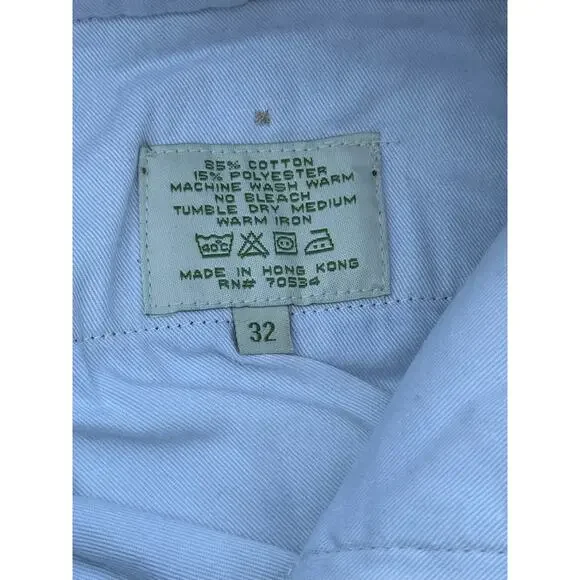 85% COTTON
15% POLYESTER
MACHINE WASH WARM
NO BLEACH
TUMBLE DRY MEDIUM
WARM IRON
40°C
MADE IN HONG KONG
RN# 70534
32